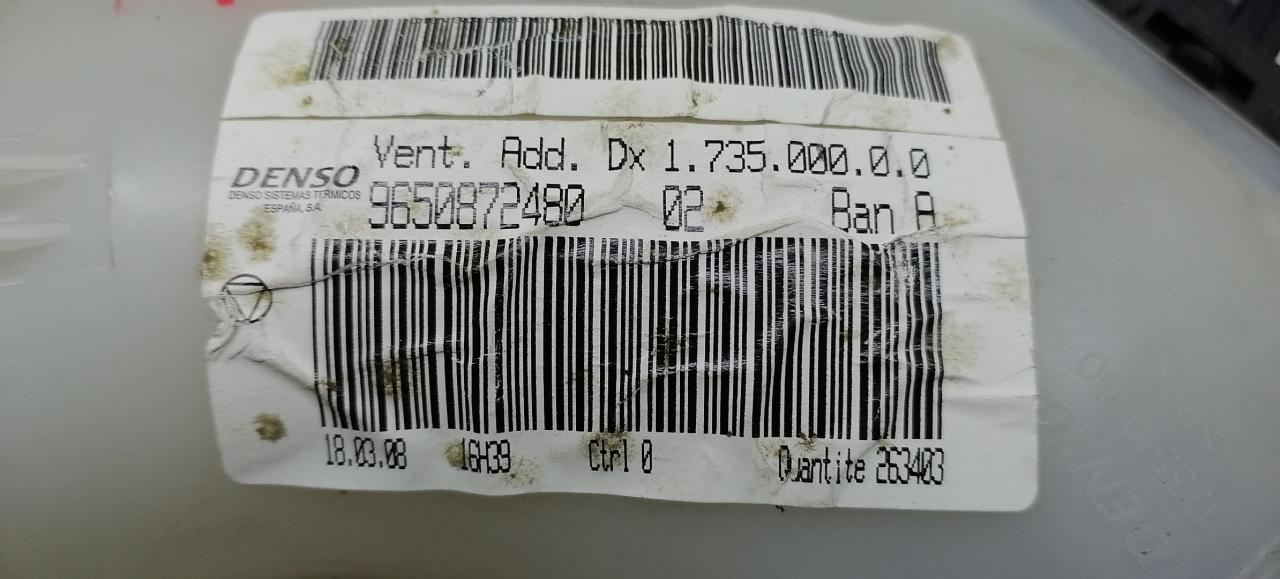 Vent. Add. Dx 1.735.000.0.0
DENSO
DENSO SISTEMAS TERMICOS
ESPAÑA, S.A.
9650872480 02 Ban A
18.03.08 16H39 Ctrl 0 Quantite 263403